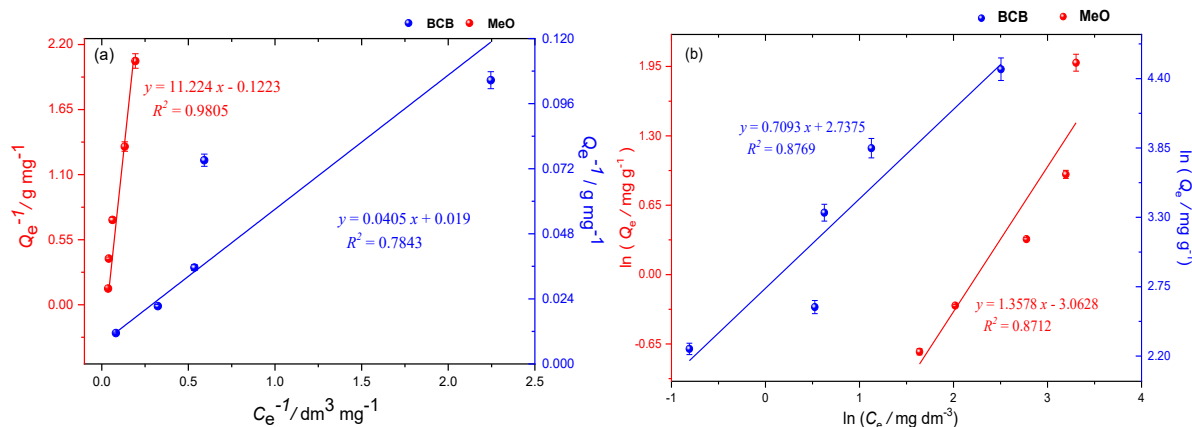 BCB MeO
(a)
y = 11.224 x - 0.1223
R² = 0.9805
y = 0.0405 x + 0.019
R² = 0.7843
Qe⁻¹ / g mg⁻¹
2.20
1.65
1.10
0.55
0.00
0.120
0.096
0.072
0.048
0.024
0.000
Qe⁻¹ / g mg⁻¹
0.0 0.5 1.0 1.5 2.0 2.5
Ce⁻¹ / dm³ mg⁻¹
BCB MeO
(b)
y = 0.7093 x + 2.7375
R² = 0.8769
y = 1.3578 x - 3.0628
R² = 0.8712
ln ( Qe / mg g⁻¹ )
1.95
1.30
0.65
0.00
-0.65
4.40
3.85
3.30
2.75
2.20
ln ( Qe / mg g⁻¹)
-1 0 1 2 3 4
ln (Ce / mg dm⁻³)